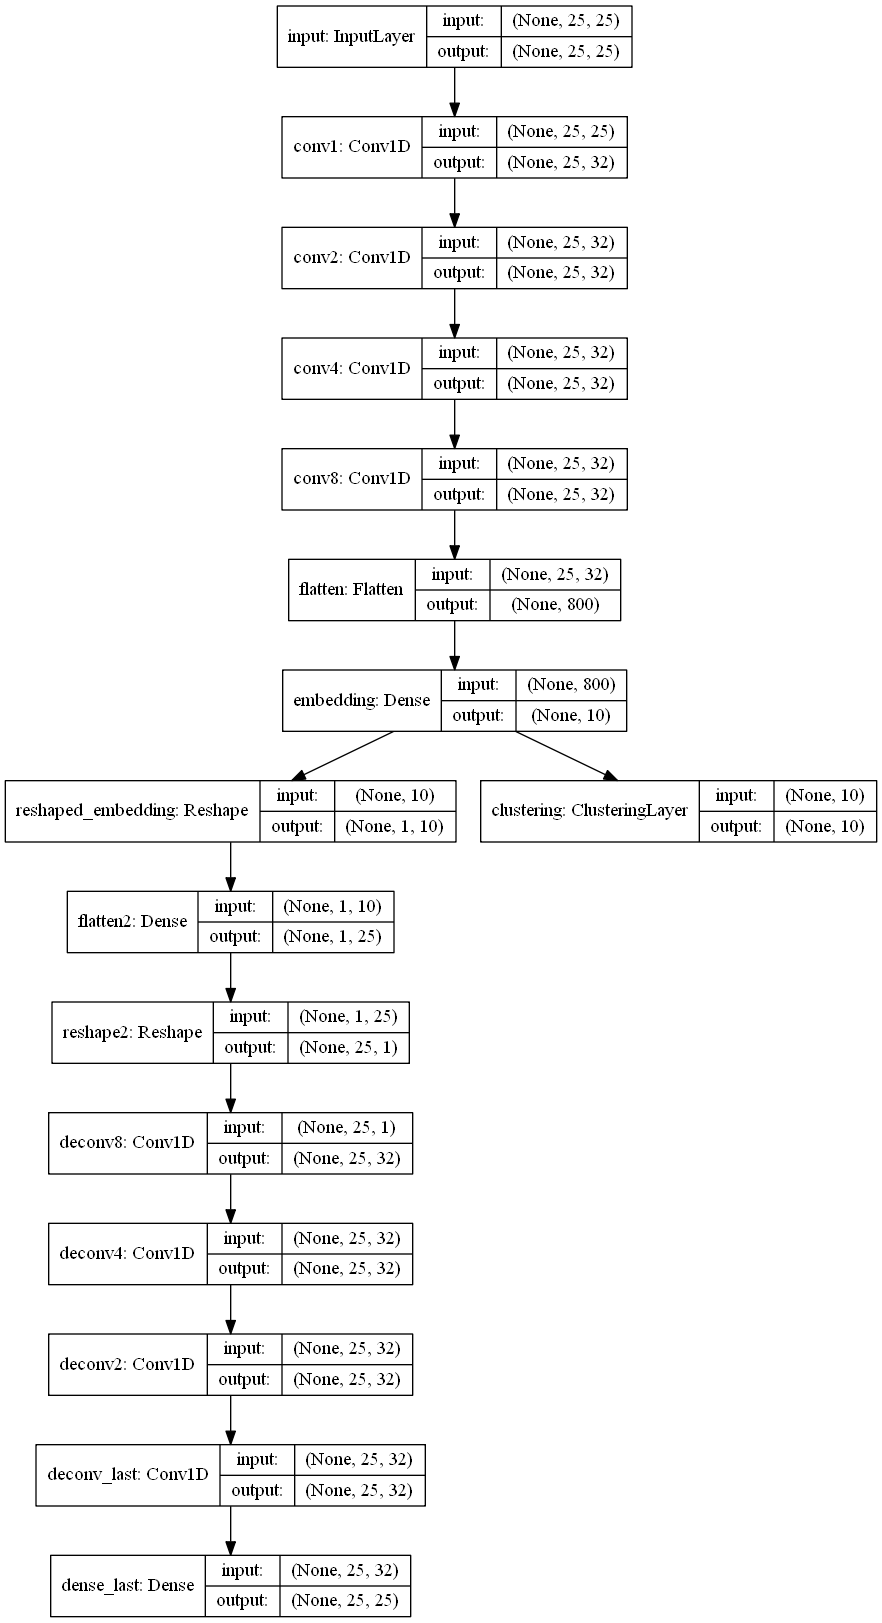 input: InputLayer
input: (None, 25, 25)
output: (None, 25, 25)
conv1: Conv1D
input: (None, 25, 25)
output: (None, 25, 32)
conv2: Conv1D
input: (None, 25, 32)
output: (None, 25, 32)
conv4: Conv1D
input: (None, 25, 32)
output: (None, 25, 32)
conv8: Conv1D
input: (None, 25, 32)
output: (None, 25, 32)
flatten: Flatten
input: (None, 25, 32)
output: (None, 800)
embedding: Dense
input: (None, 800)
output: (None, 10)
reshaped_embedding: Reshape
input: (None, 10)
output: (None, 1, 10)
clustering: ClusteringLayer
input: (None, 10)
output: (None, 10)
flatten2: Dense
input: (None, 1, 10)
output: (None, 1, 25)
reshape2: Reshape
input: (None, 1, 25)
output: (None, 25, 1)
deconv8: Conv1D
input: (None, 25, 1)
output: (None, 25, 32)
deconv4: Conv1D
input: (None, 25, 32)
output: (None, 25, 32)
deconv2: Conv1D
input: (None, 25, 32)
output: (None, 25, 32)
deconv_last: Conv1D
input: (None, 25, 32)
output: (None, 25, 32)
dense_last: Dense
input: (None, 25, 32)
output: (None, 25, 25)